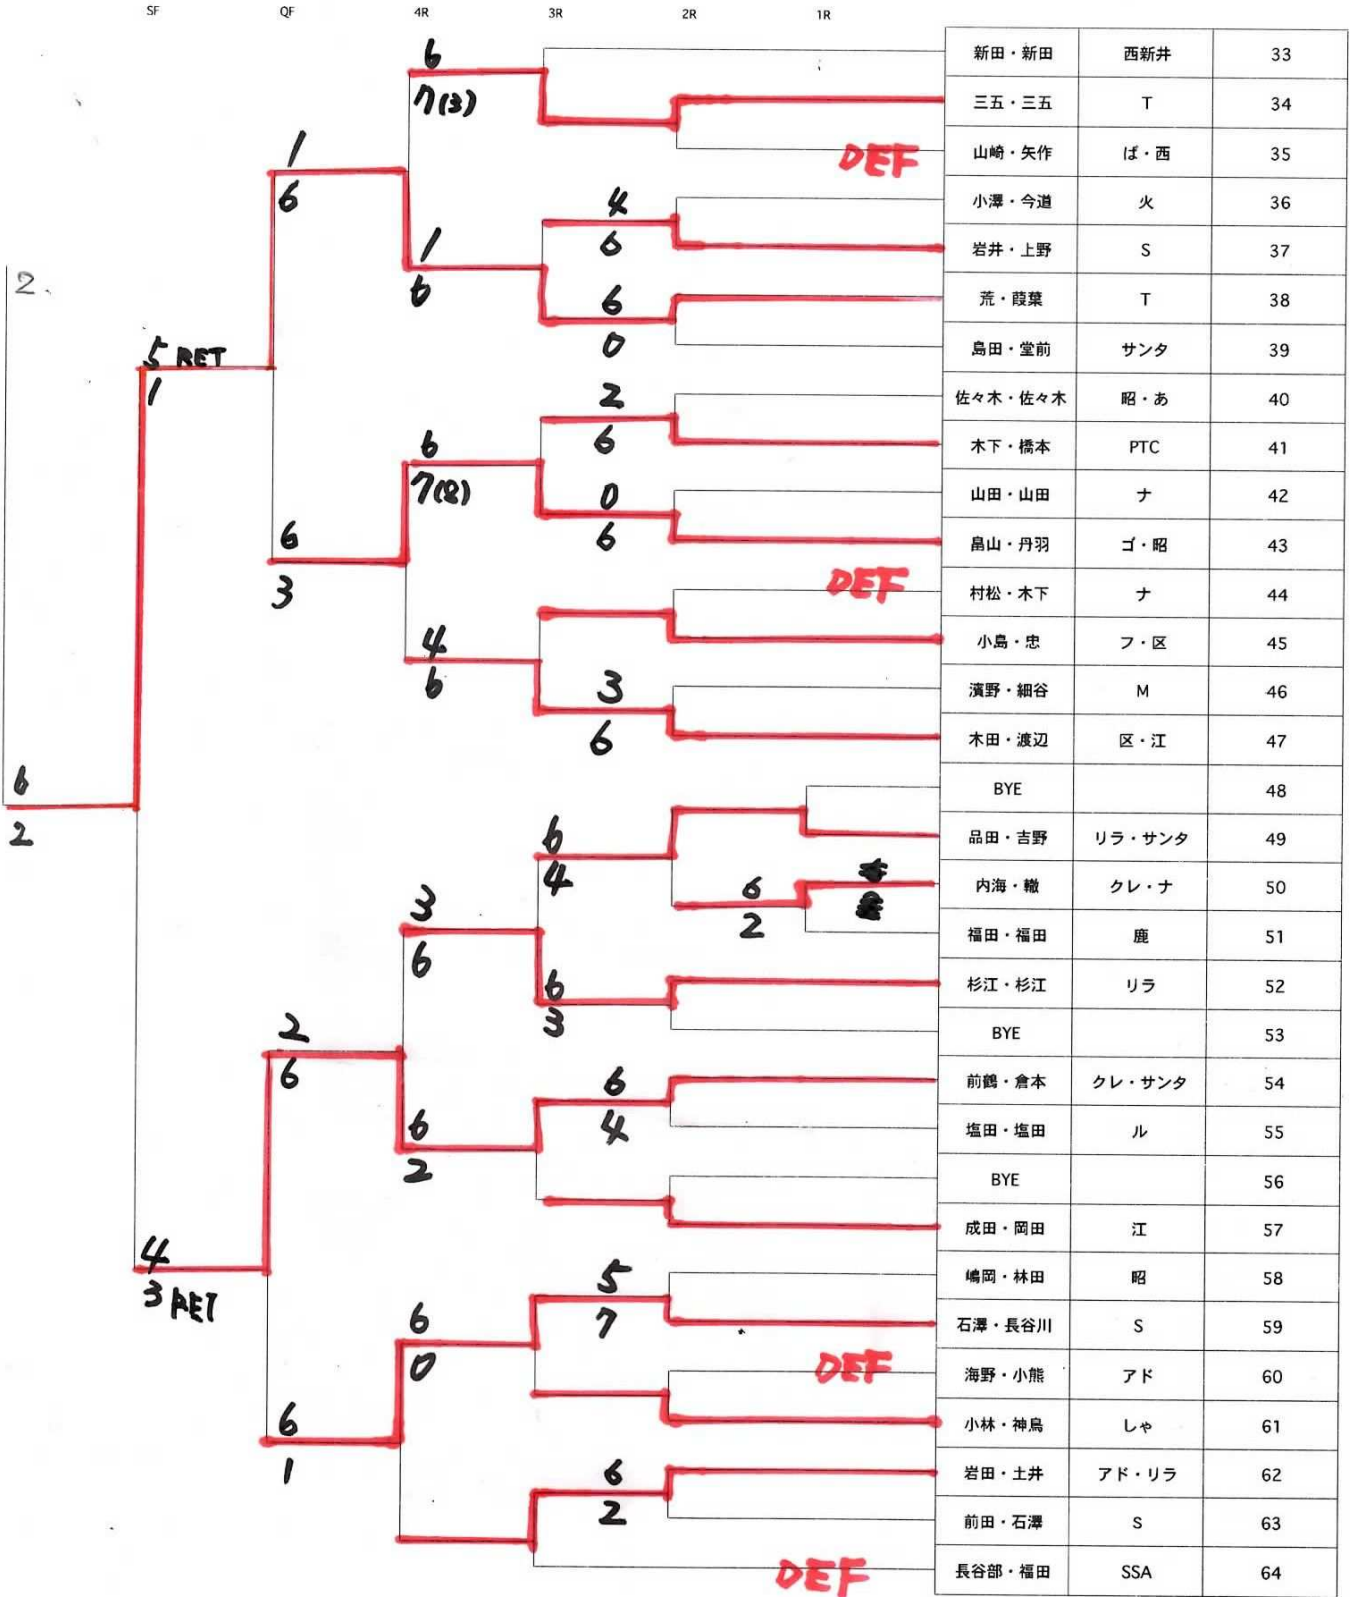 SF QF 4R 3R 2R 1R
6
新田・新田 西新井 33
7(3)
三五・三五 T 34
1
DEF 山崎・矢作 ば・西 35
6
4 小澤・今道 火 36
1 6 岩井・上野 S 37
2 6 6 荒・葭葉 T 38
5 RET 0 島田・堂前 サンタ 39
1 2 佐々木・佐々木 昭・あ 40
6 6 木下・橋本 PTC 41
7(8) 0 山田・山田 ナ 42
6 6 畠山・丹羽 ゴ・昭 43
3 DEF 村松・木下 ナ 44
4 小島・忠 フ・区 45
6 3 濱野・細谷 M 46
6 木田・渡辺 区・江 47
6 BYE 48
2 6 品田・吉野 リラ・サンタ 49
4 6 内海・轍 クレ・ナ 50
3 2 福田・福田 鹿 51
6 6 杉江・杉江 リラ 52
2 3 BYE 53
6 6 前鶴・倉本 クレ・サンタ 54
6 4 塩田・塩田 ル 55
2 BYE 56
成田・岡田 江 57
4 5 嶋岡・林田 昭 58
3 RET 6 7 石澤・長谷川 S 59
0 DEF 海野・小熊 アド 60
6 小林・神鳥 しゃ 61
1 6 岩田・土井 アド・リラ 62
2 前田・石澤 S 63
DEF 長谷部・福田 SSA 64